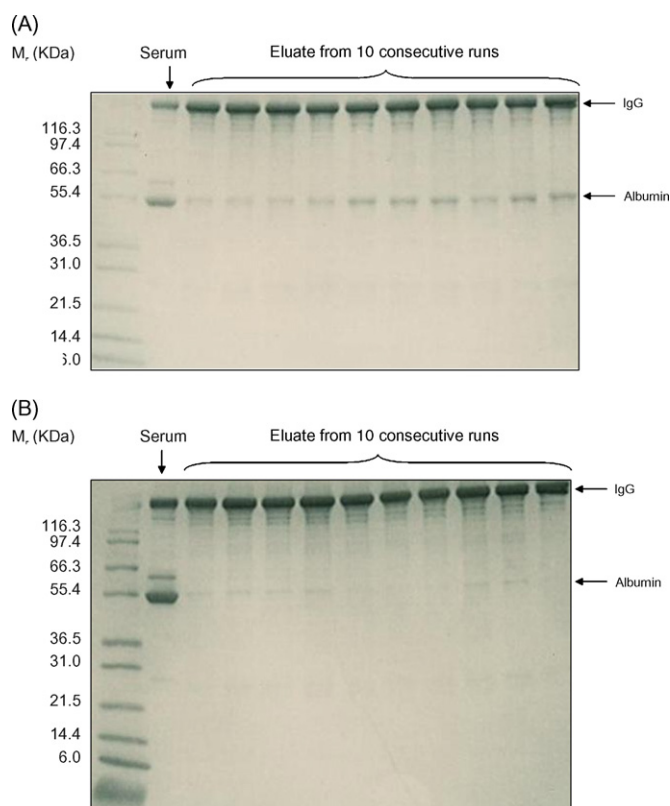 (A)
Mr (KDa) Serum Eluate from 10 consecutive runs
IgG
116.3
97.4
66.3
55.4
Albumin
36.5
31.0
21.5
14.4
6.0
(B)
Mr (KDa) Serum Eluate from 10 consecutive runs
IgG
116.3
97.4
66.3
Albumin
55.4
36.5
31.0
21.5
14.4
6.0